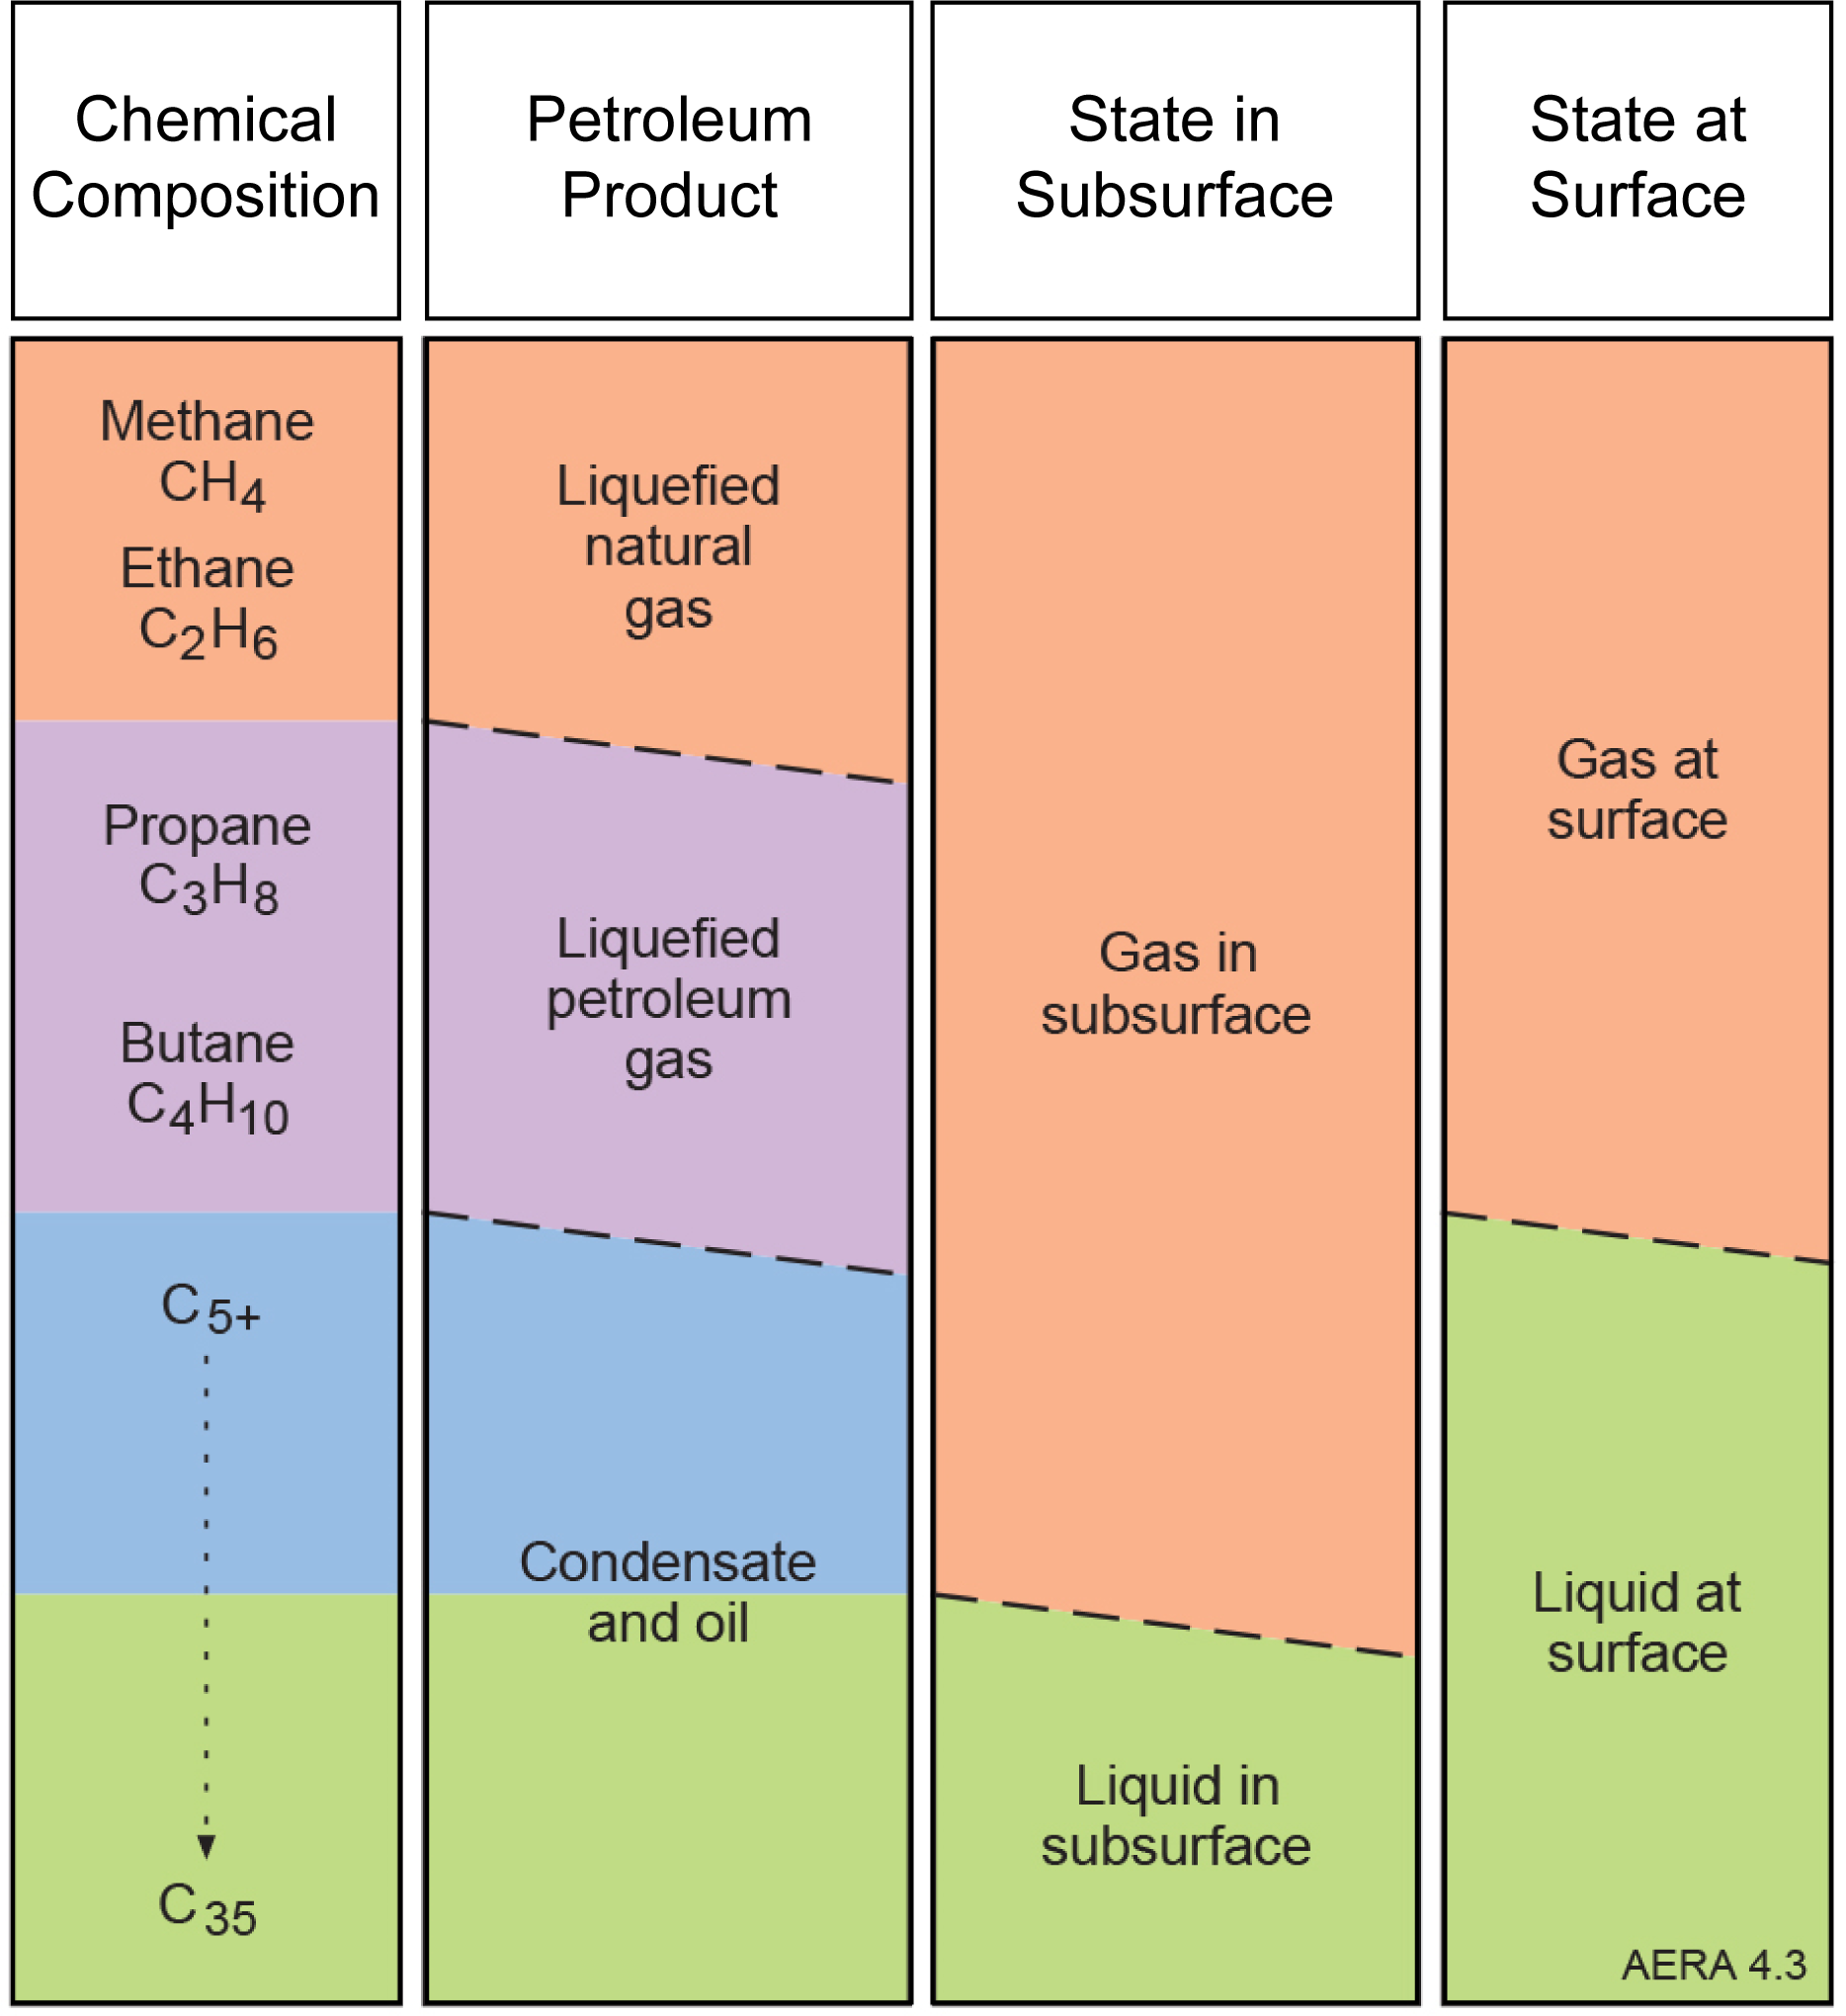 Chemical
Composition
Petroleum
Product
State in
Subsurface
State at
Surface
Methane
CH4
Ethane
C2H6
Propane
C3H8
Butane
C4H10
C5+
C35
Liquefied
natural
gas
Liquefied
petroleum
gas
Condensate
and oil
Gas in
subsurface
Liquid in
subsurface
Gas at
surface
Liquid at
surface
AERA 4.3